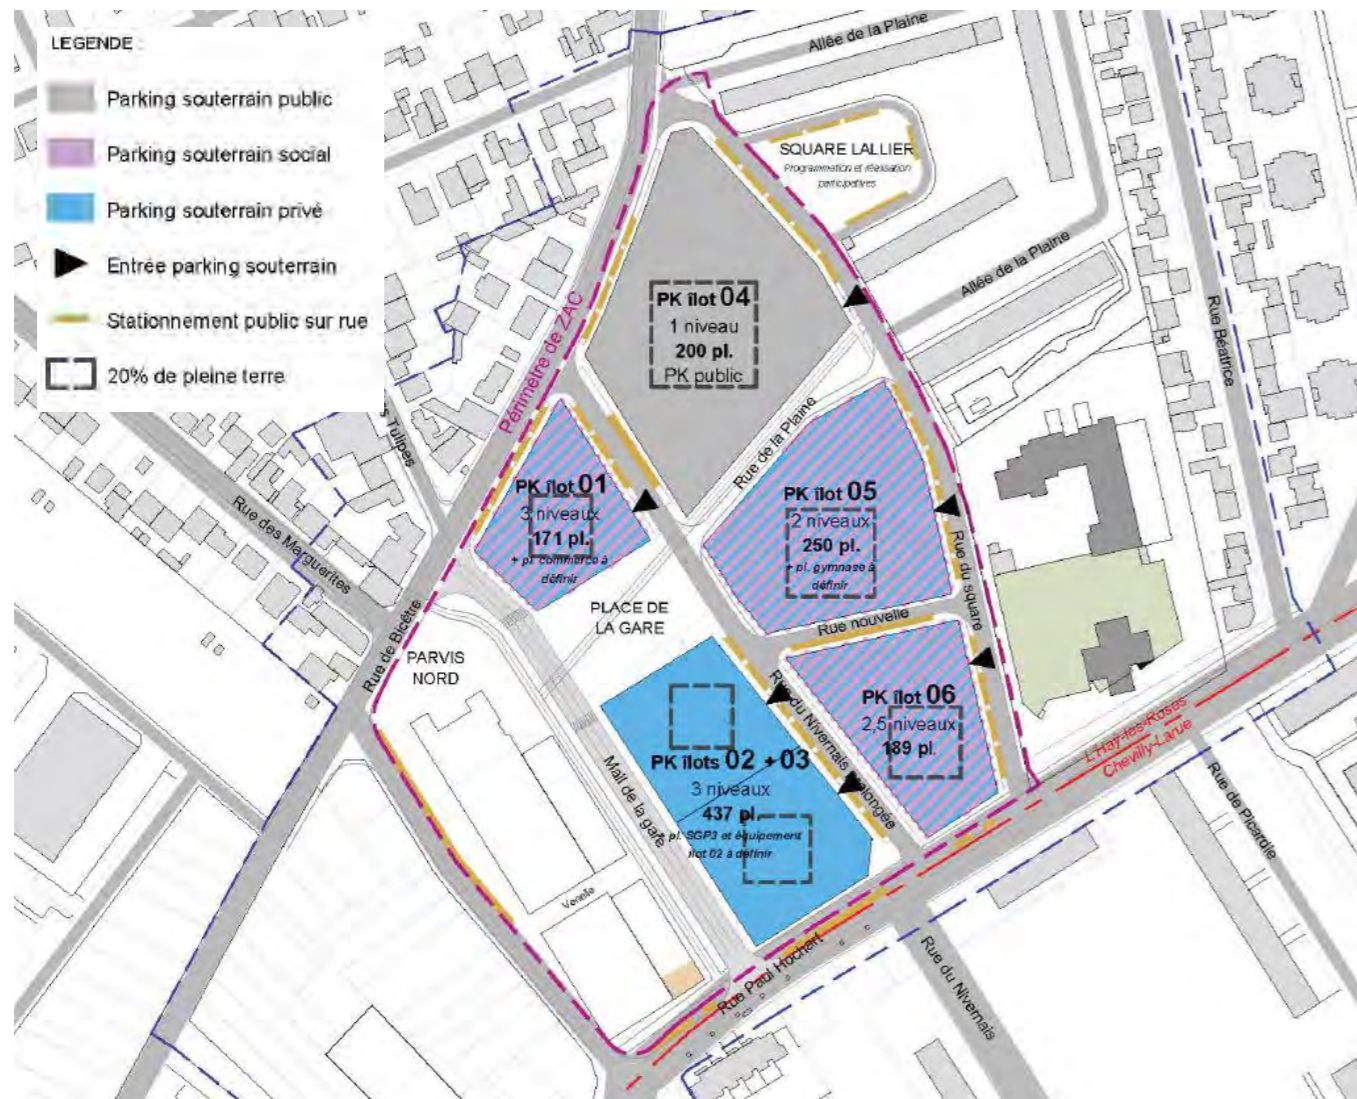 LEGENDE :
Parking souterrain public
Parking souterrain social
Parking souterrain privé
Entrée parking souterrain
Stationnement public sur rue
20% de pleine terre
Allée de la Plaine
SQUARE LALLIER
Programmation et réalisation
participatives
Allée de la Plaine
Rue Béatrice
Périmètre de ZAC
PK îlot 04
1 niveau
200 pl.
PK public
Rue de la Plaine
Tulipes
Rue des Marguerites
Rue de Bicêtre
PK îlot 01
3 niveaux
171 pl.
+ pl. commerce à
définir
PK îlot 05
2 niveaux
250 pl.
+ pl. gymnase à
définir
Rue du square
Rue nouvelle
PLACE DE
LA GARE
PARVIS
NORD
PK îlot 06
2,5 niveaux
189 pl.
Rue du Nivernais prolongée
PK îlots 02 +03
3 niveaux
437 pl.
+ pl. SGP3 et équipement
ilot 02 à définir
Mail de la gare
Venelle
L'Haÿ-les-Roses
Chevilly-Larue
Rue de Picardie
Rue Paul Hochart
Rue du Nivernais